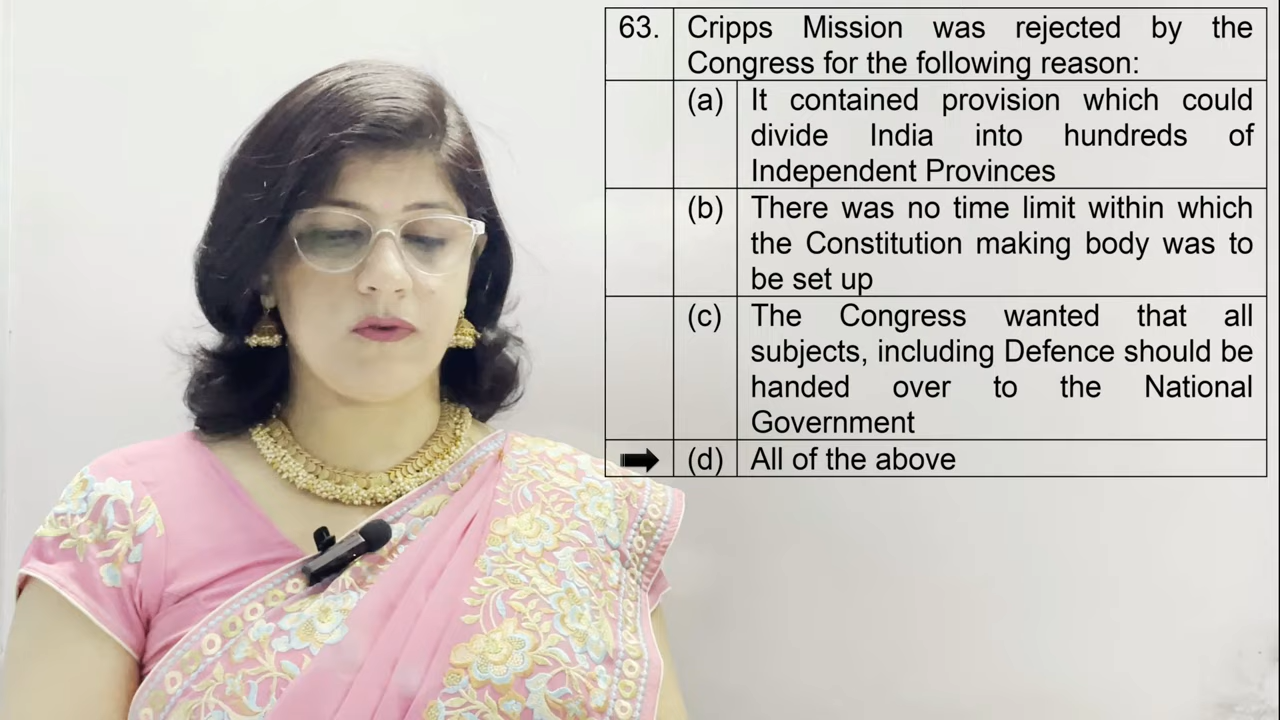 63. Cripps Mission was rejected by the
Congress for the following reason:
(a) It contained provision which could
divide India into hundreds of
Independent Provinces
(b) There was no time limit within which
the Constitution making body was to
be set up
(c) The Congress wanted that all
subjects, including Defence should be
handed over to the National
Government
(d) All of the above